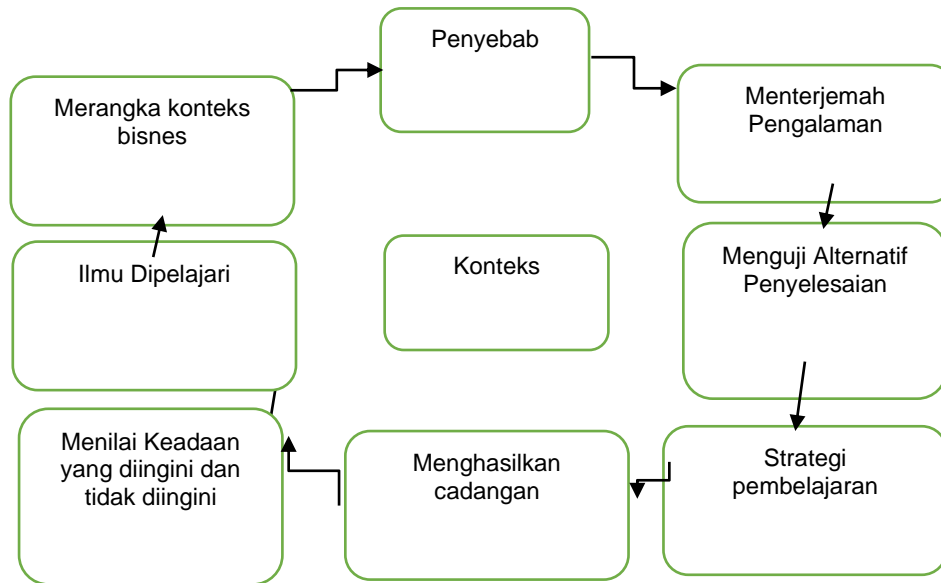 Penyebab
Merangka konteks
bisnes
Menterjemah
Pengalaman
Ilmu Dipelajari
Konteks
Menguji Alternatif
Penyelesaian
Menilai Keadaan
yang diingini dan
tidak diingini
Menghasilkan
cadangan
Strategi
pembelajaran